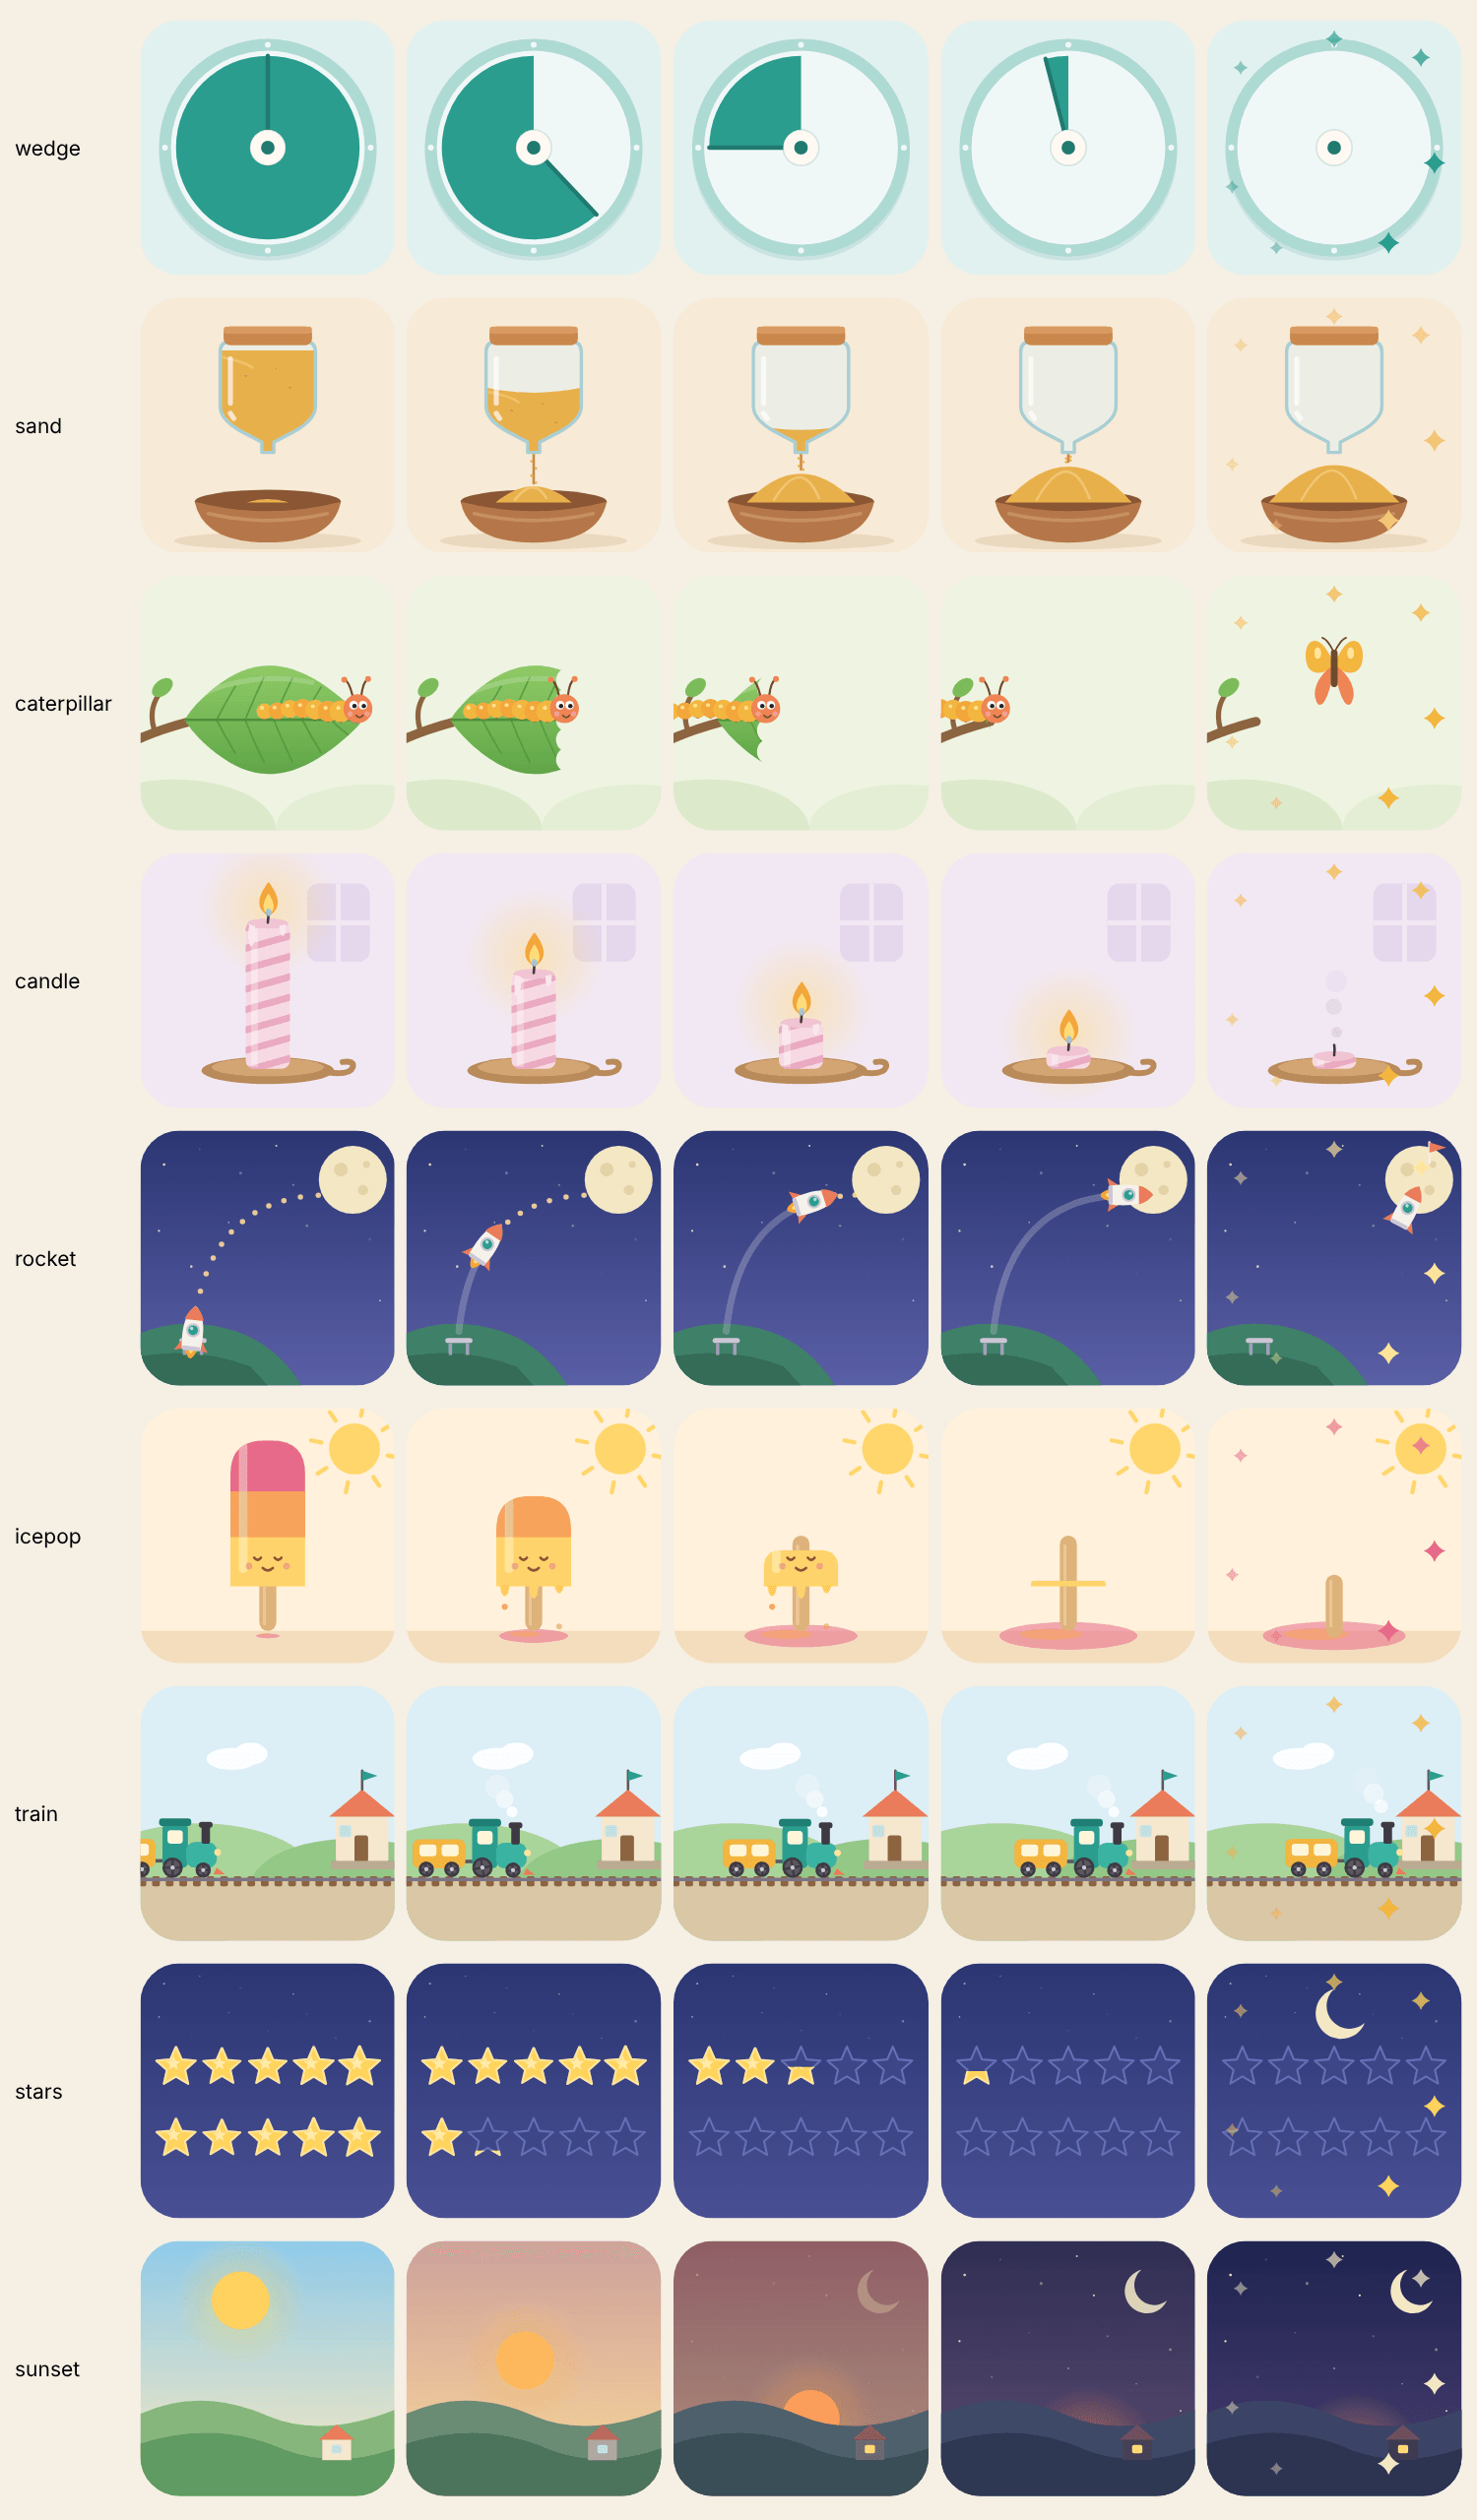 wedge
sand
caterpillar
candle
rocket
icepop
train
stars
sunset